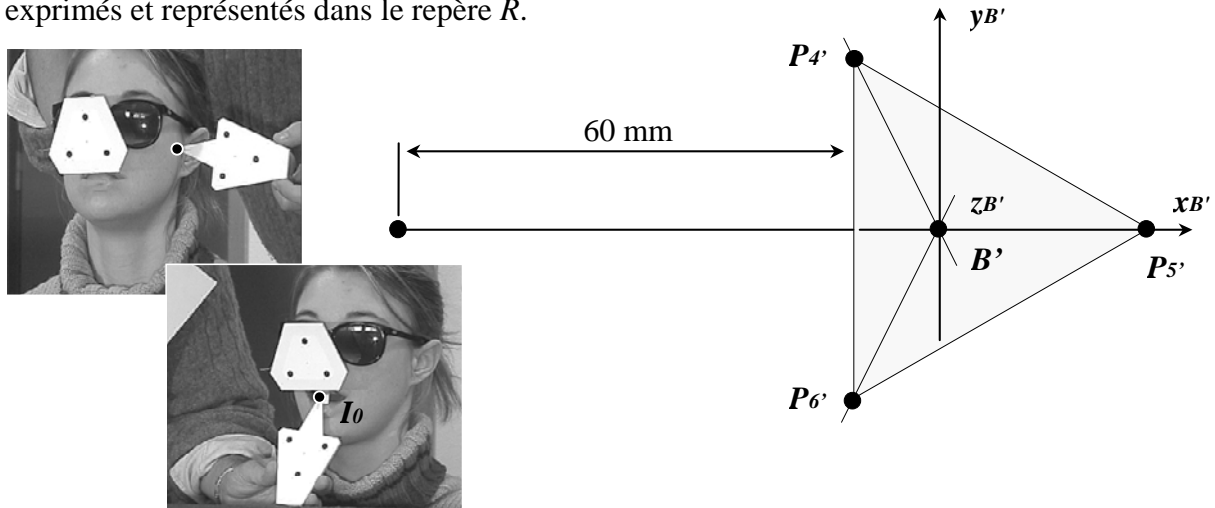 exprimés et représentés dans le repère R.
yB'
P4'
60 mm
zB'
xB'
B'
P5'
P6'
I0